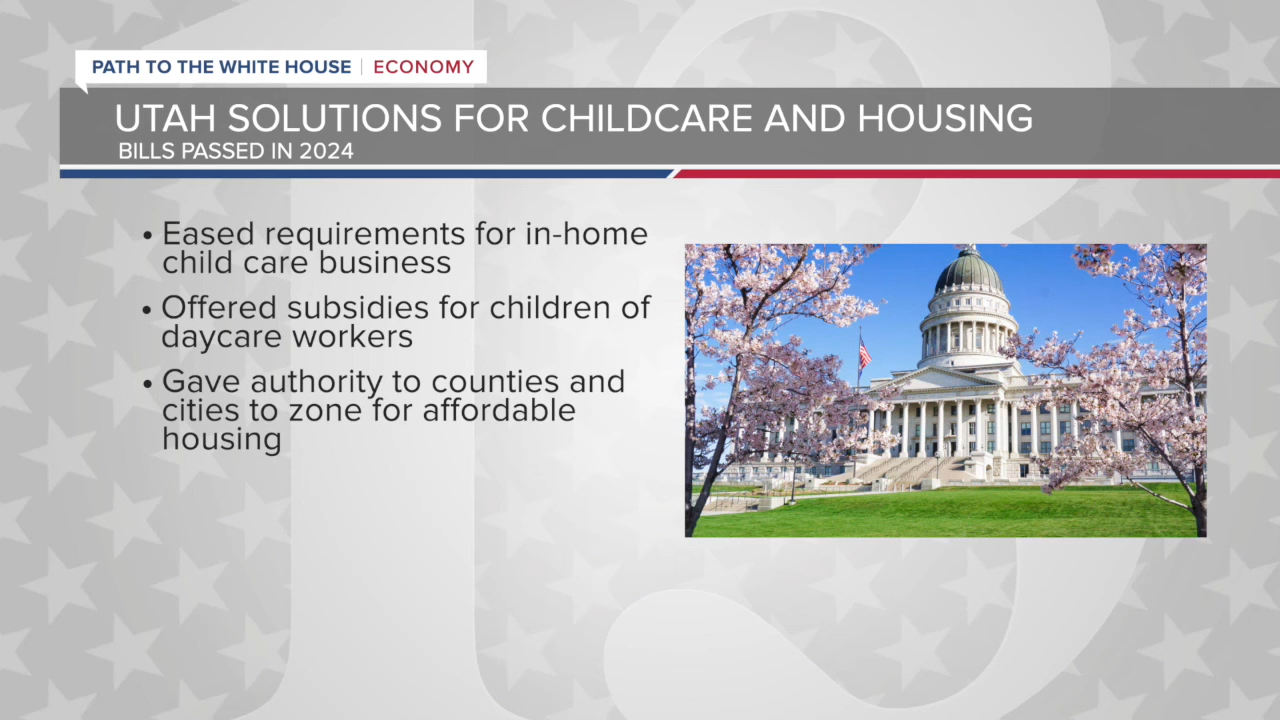 PATH TO THE WHITE HOUSE | ECONOMY
UTAH SOLUTIONS FOR CHILDCARE AND HOUSING
BILLS PASSED IN 2024
• Eased requirements for in-home
child care business
• Offered subsidies for children of
daycare workers
• Gave authority to counties and
cities to zone for affordable
housing